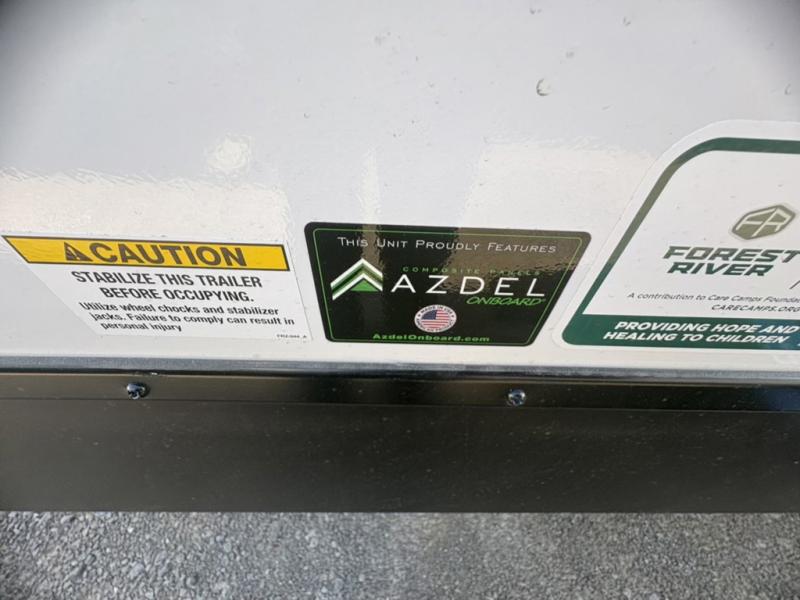 CAUTION
STABILIZE THIS TRAILER
BEFORE OCCUPYING.
Utilize wheel chocks and stabilizer
jacks. Failure to comply can result in
personal injury
THIS UNIT PROUDLY FEATURES
COMPOSITE PANELS
AZDEL
ONBOARD®
MADE IN
AzdelOnboard.com
FR
FOREST
RIVER
A contribution to Care Camps Founda
CARECAMPS.ORG
PROVIDING HOPE AND
HEALING TO CHILDREN